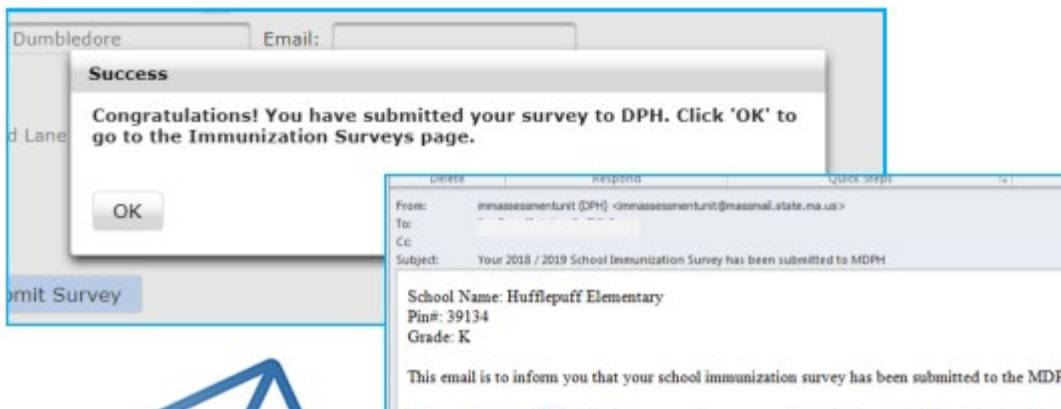 Dumbledore Email:
Success
Congratulations! You have submitted your survey to DPH. Click 'OK' to
go to the Immunization Surveys page.
d Lane
OK
omit Survey
Delete Respond Quick Steps
From: immassessmentunit (DPH) <immassessmentunit@massmail.state.ma.us>
To:
Cc
Subject: Your 2018 / 2019 School Immunization Survey has been submitted to MDPH
School Name: Hufflepuff Elementary
Pin#: 39134
Grade: K
This email is to inform you that your school immunization survey has been submitted to the MDP